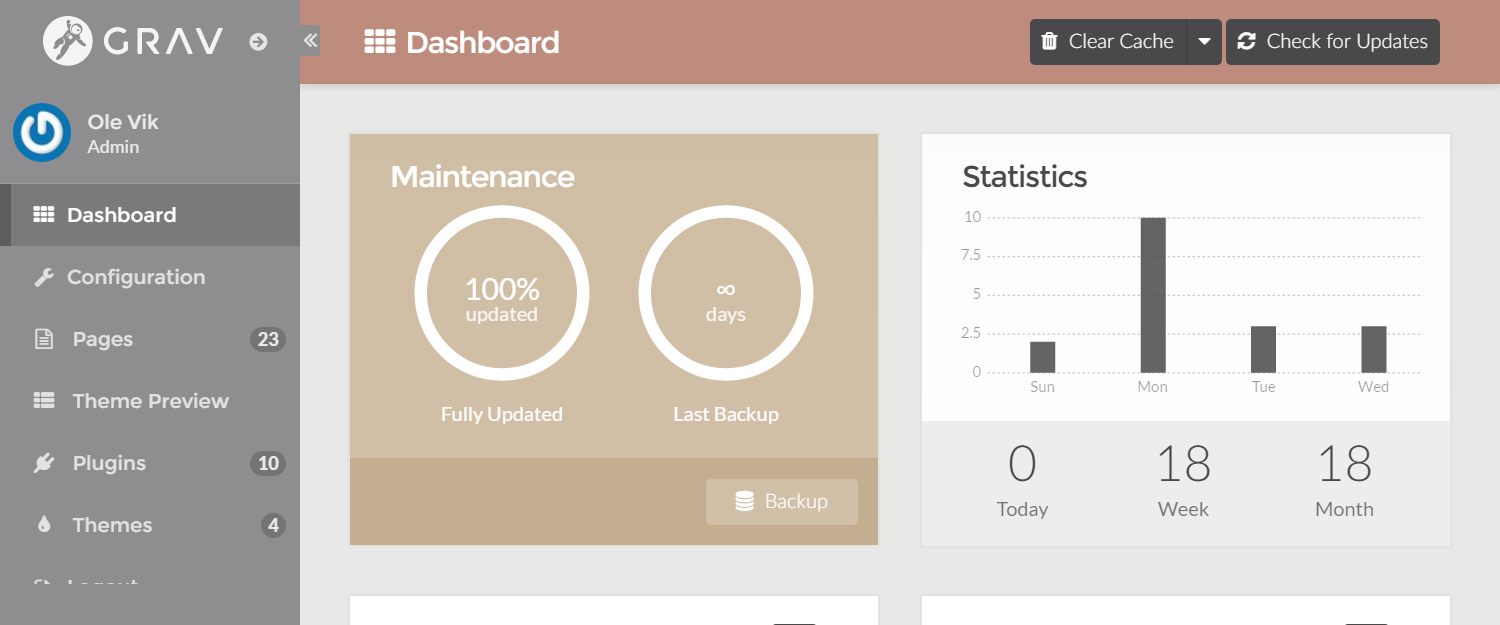 GRAV
Ole Vik
Admin
Dashboard
Configuration
Pages 23
Theme Preview
Plugins 10
Themes 4
Logout
Dashboard
Clear Cache
Check for Updates
Maintenance
100%
updated
∞
days
Fully Updated
Last Backup
Backup
Statistics
10
7.5
5
2.5
0
Sun Mon Tue Wed
0 18 18
Today Week Month